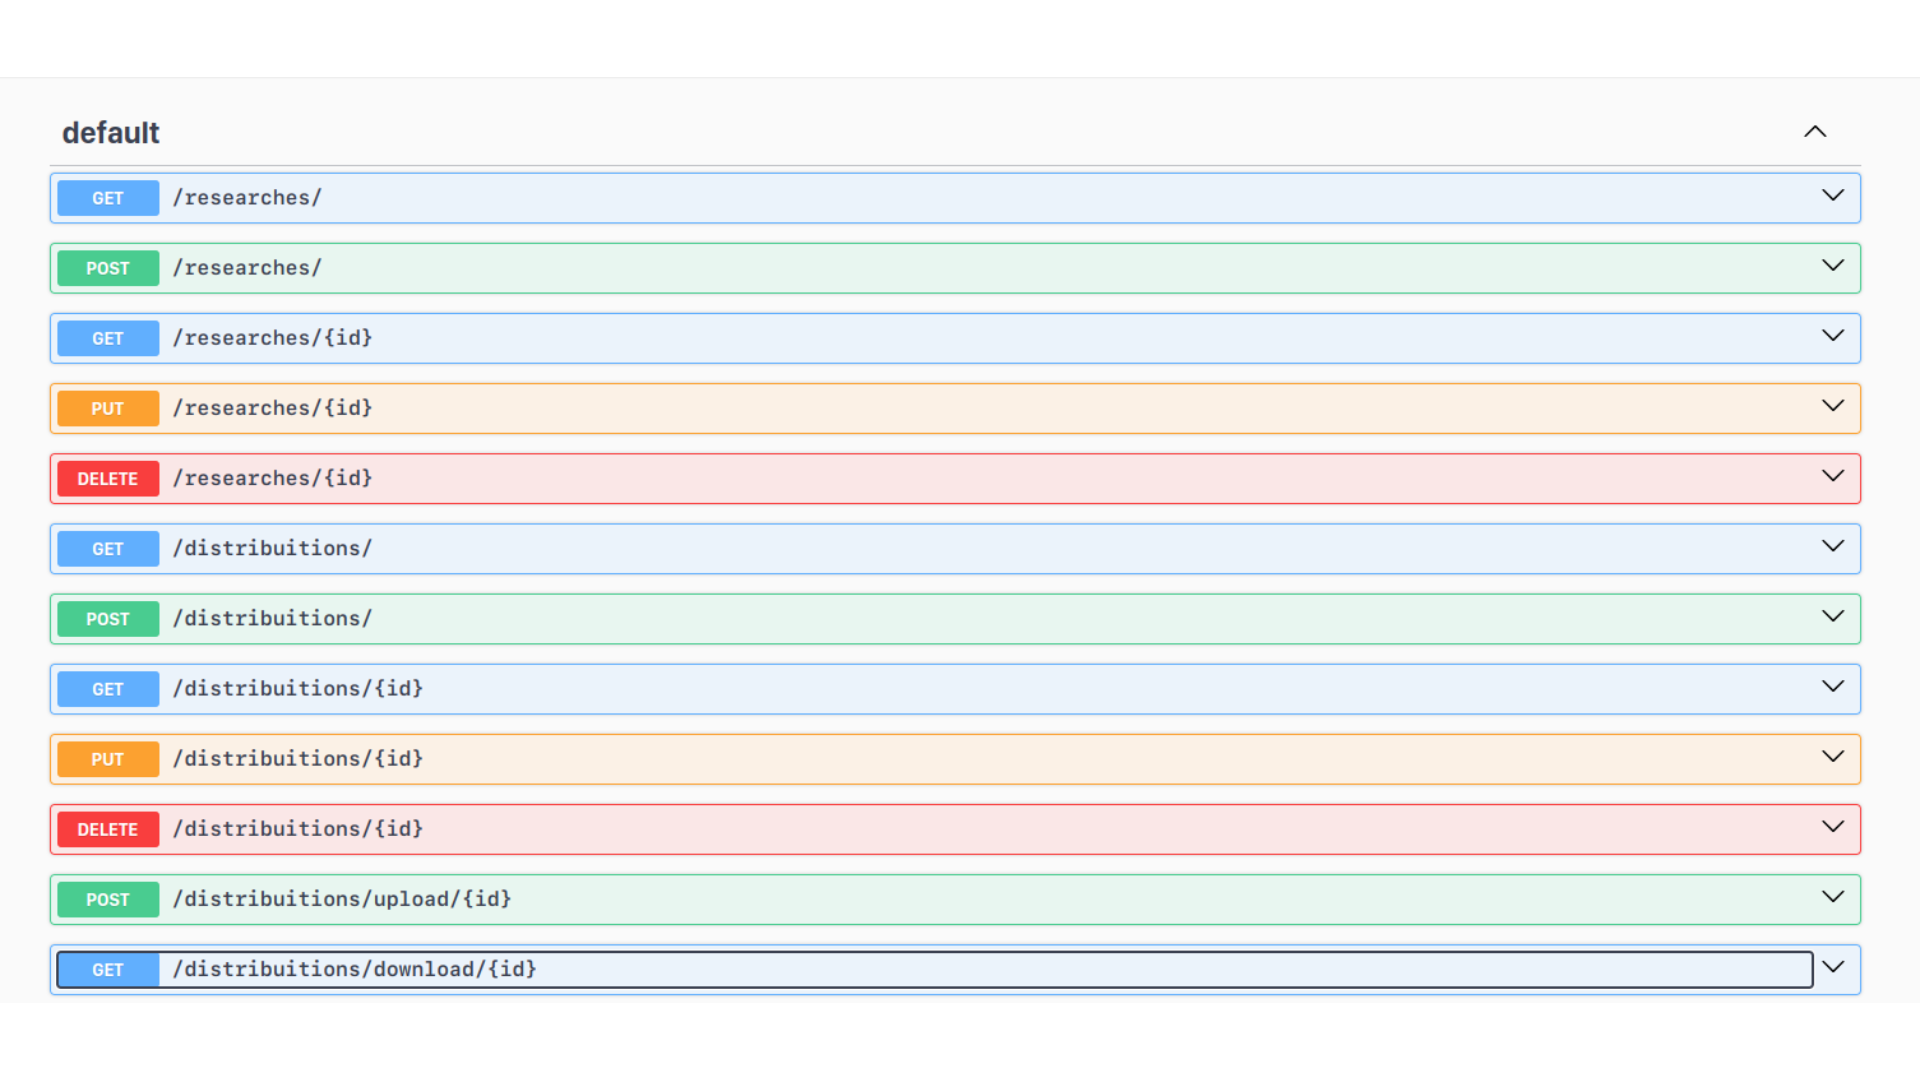 default
GET /researches/
POST /researches/
GET /researches/{id}
PUT /researches/{id}
DELETE /researches/{id}
GET /distribuitions/
POST /distribuitions/
GET /distribuitions/{id}
PUT /distribuitions/{id}
DELETE /distribuitions/{id}
POST /distribuitions/upload/{id}
GET /distribuitions/download/{id}